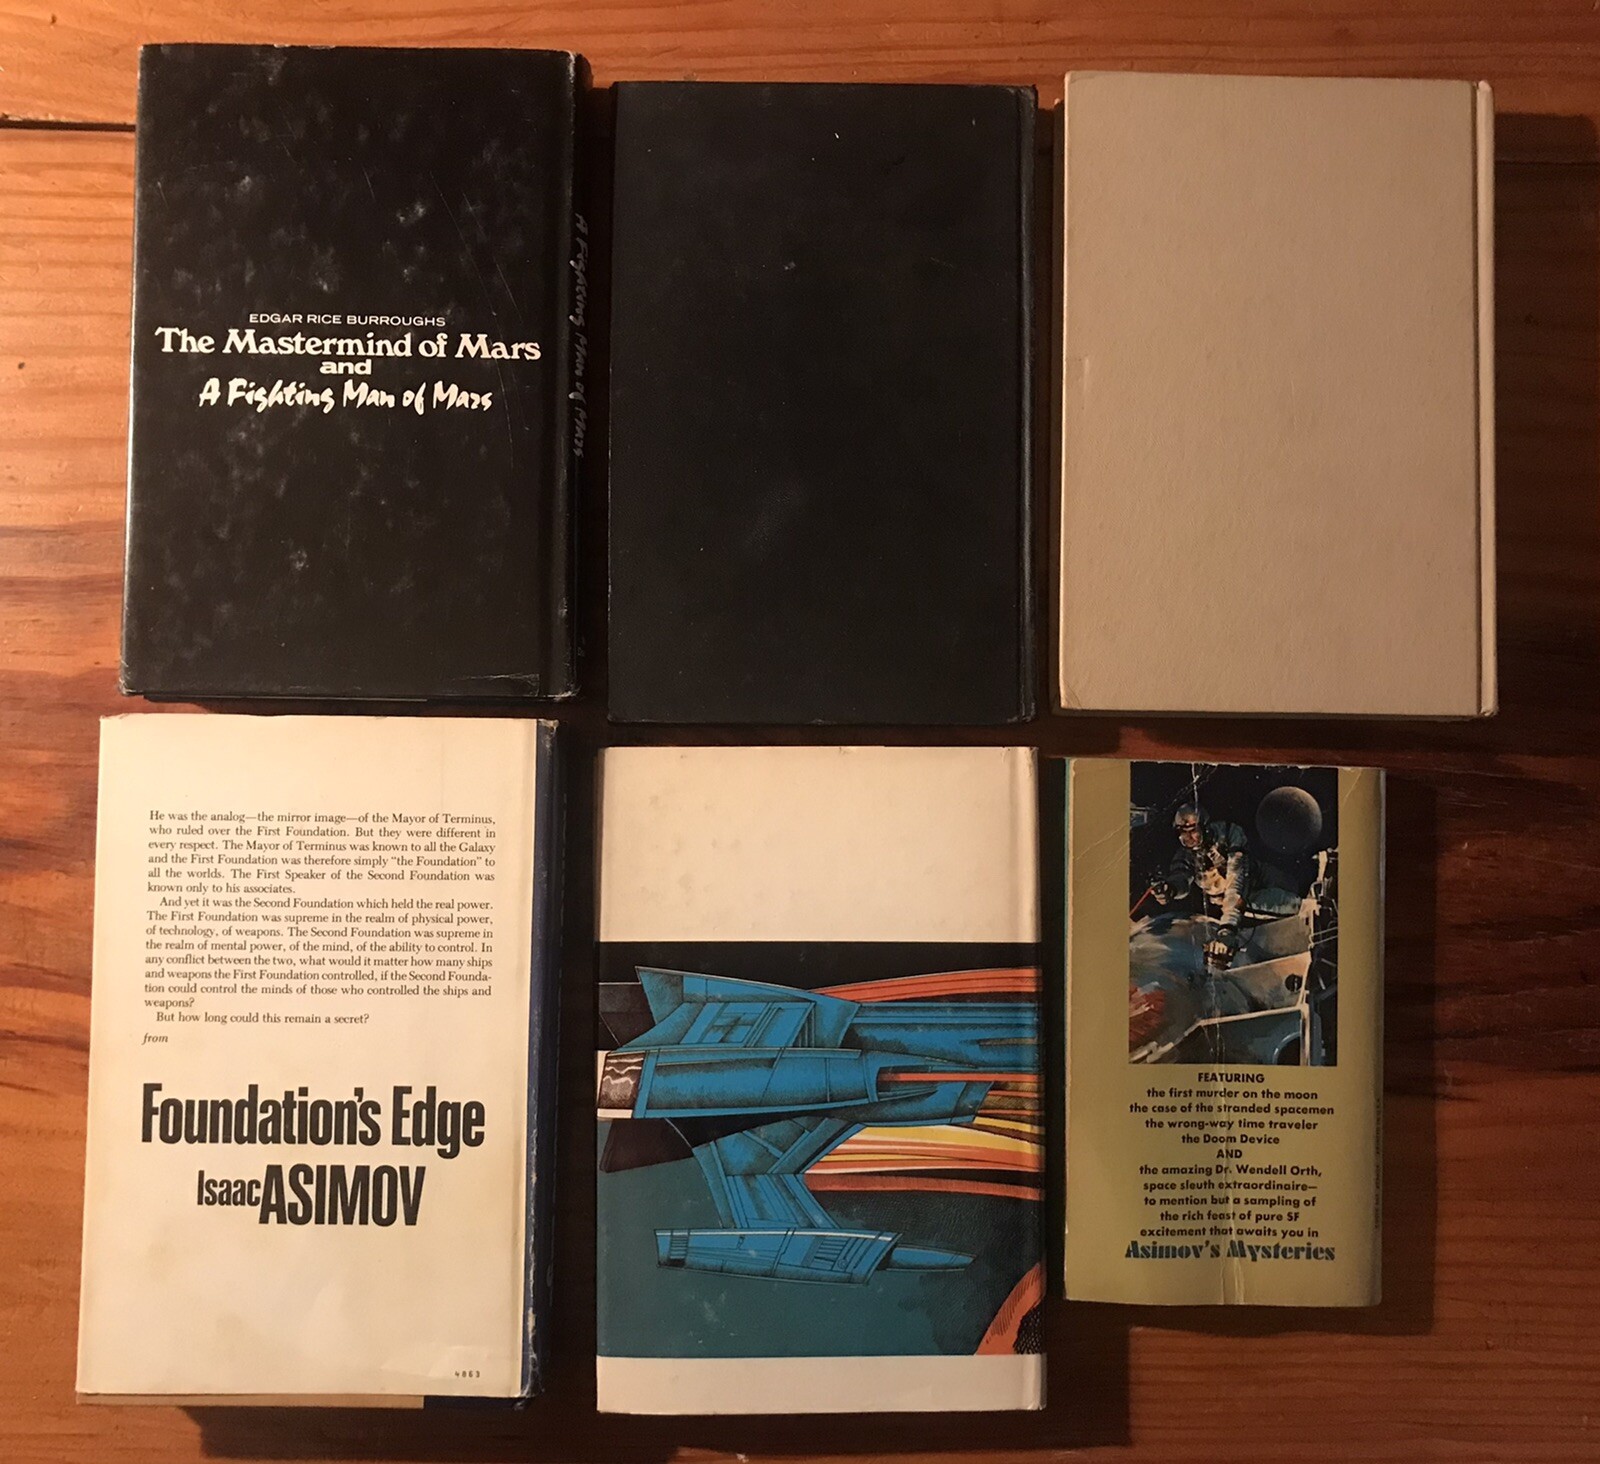 EDGAR RICE BURROUGHS
The Mastermind of Mars
and
A Fighting Man of Mars
A Fighting Man of Mars
He was the analog—the mirror image—of the Mayor of Terminus,
who ruled over the First Foundation. But they were different in
every respect. The Mayor of Terminus was known to all the Galaxy
and the First Foundation was therefore simply "the Foundation" to
all the worlds. The First Speaker of the Second Foundation was
known only to his associates.
And yet it was the Second Foundation which held the real power.
The First Foundation was supreme in the realm of physical power,
of technology, of weapons. The Second Foundation was supreme in
the realm of mental power, of the mind, of the ability to control. In
any conflict between the two, what would it matter how many ships
and weapons the First Foundation controlled, if the Second Founda-
tion could control the minds of those who controlled the ships and
weapons?
But how long could this remain a secret?
from
Foundation's Edge
Isaac ASIMOV
4863
FEATURING
the first murder on the moon
the case of the stranded spacemen
the wrong-way time traveler
the Doom Device
AND
the amazing Dr. Wendell Orth,
space sleuth extraordinaire—
to mention but a sampling of
the rich feast of pure SF
excitement that awaits you in
Asimov's Mysteries